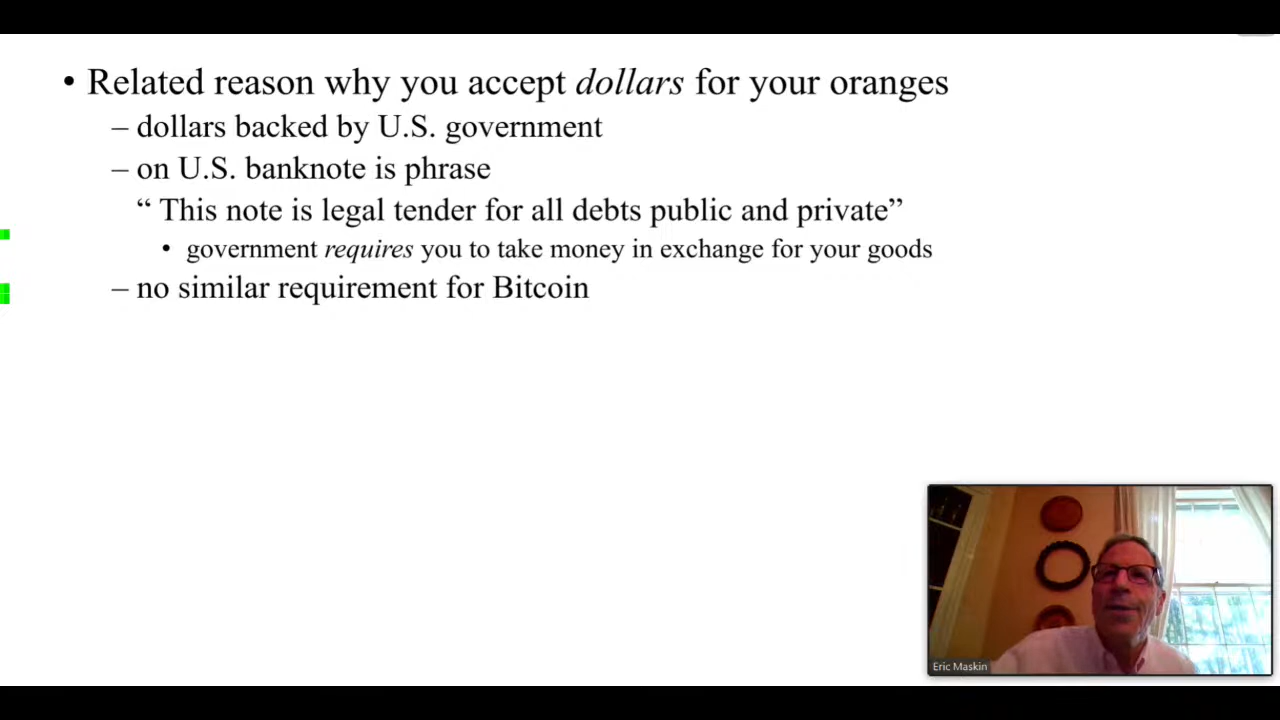 • Related reason why you accept dollars for your oranges
– dollars backed by U.S. government
– on U.S. banknote is phrase
“ This note is legal tender for all debts public and private”
• government requires you to take money in exchange for your goods
– no similar requirement for Bitcoin
Eric Maskin